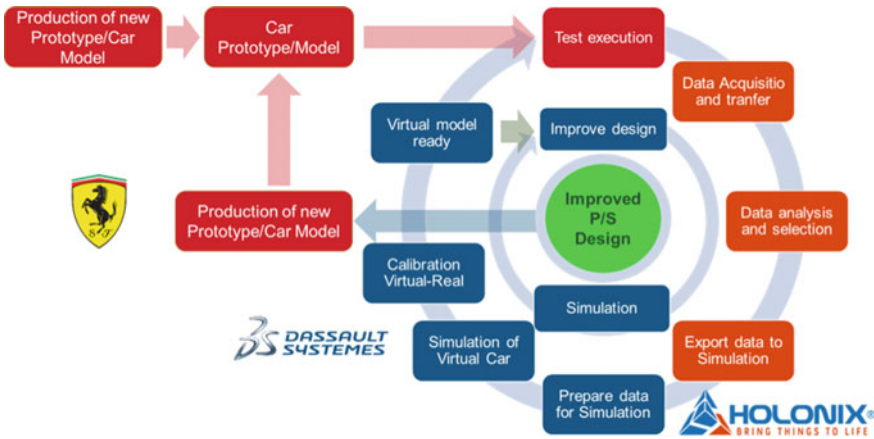 Production of new
Prototype/Car
Model
Car
Prototype/Model
Test execution
Data Acquisitio
and tranfer
Virtual model
ready
Improve design
Improved
P/S
Design
Production of new
Prototype/Car Model
Data analysis
and selection
Calibration
Virtual-Real
Simulation
Simulation of
Virtual Car
Export data to
Simulation
Prepare data
for Simulation
S F
DASSAULT
SYSTEMES
HOLONIX®
BRING THINGS TO LIFE